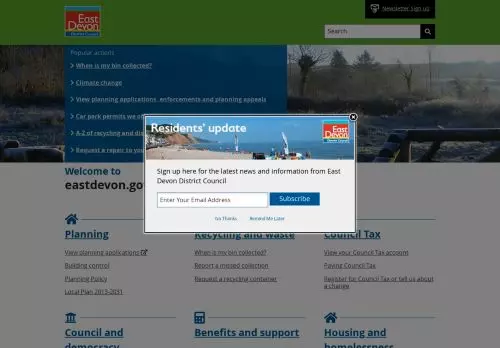 East
Devon
District Council
Newsletter Sign up
Search
Popular actions
When is my bin collected?
Climate change
View planning applications, enforcements and planning appeals
Car park permits we of
A-Z of recycling and dis
Request a repair to you
Residents' update
East
Devon
District Council
Sign up here for the latest news and information from East
Devon District Council
Enter Your Email Address
Subscribe
No Thanks
Remind Me Later
Welcome to
eastdevon.go
Planning
View planning applications
Building control
Planning Policy
Local Plan 2013-2031
Recycling and waste
When is my bin collected?
Report a missed collection
Request a recycling container
Council Tax
View your Council Tax account
Paying Council Tax
Register for Council Tax or tell us about
a change
Council and
democracy
Benefits and support
Housing and
homelessness